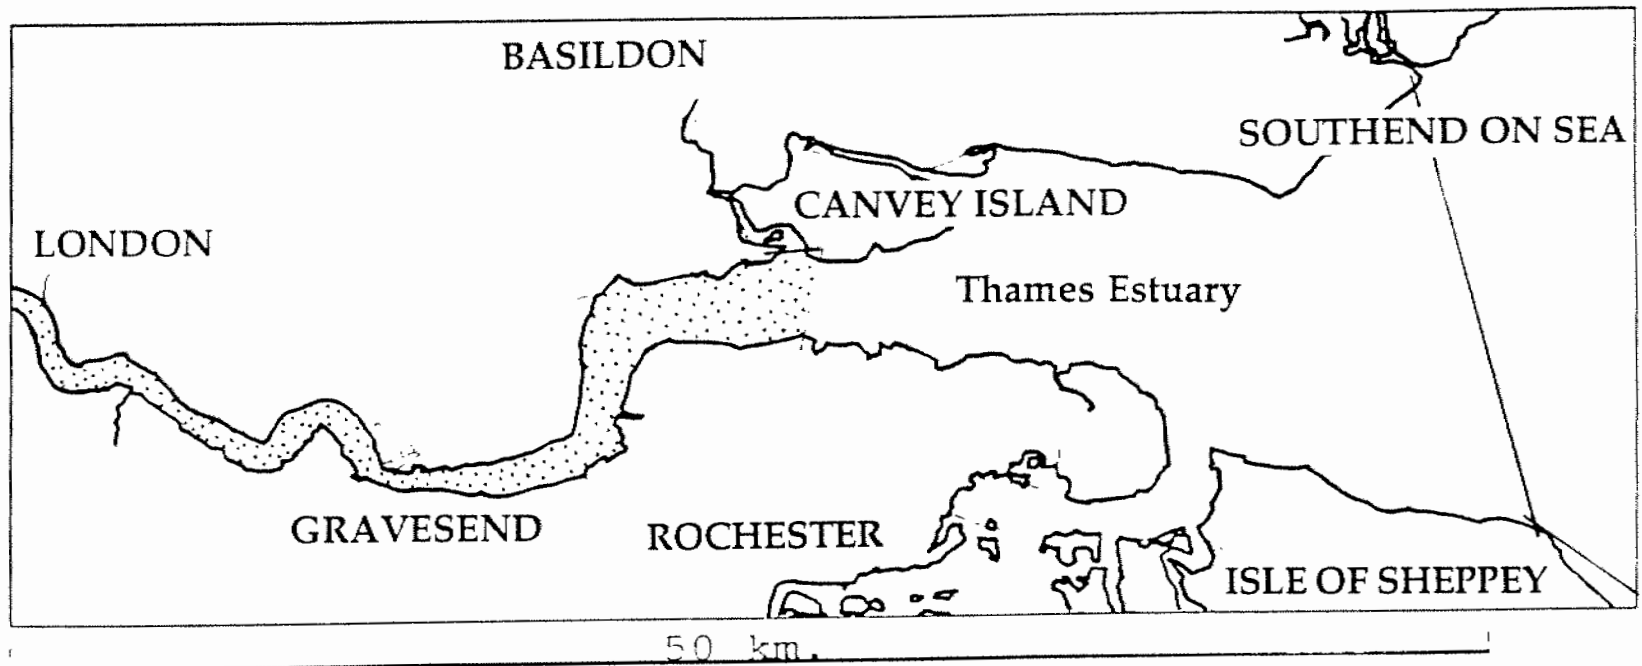 BASILDON
SOUTHEND ON SEA
CANVEY ISLAND
LONDON
Thames Estuary
GRAVESEND
ROCHESTER
ISLE OF SHEPPEY
50 km.